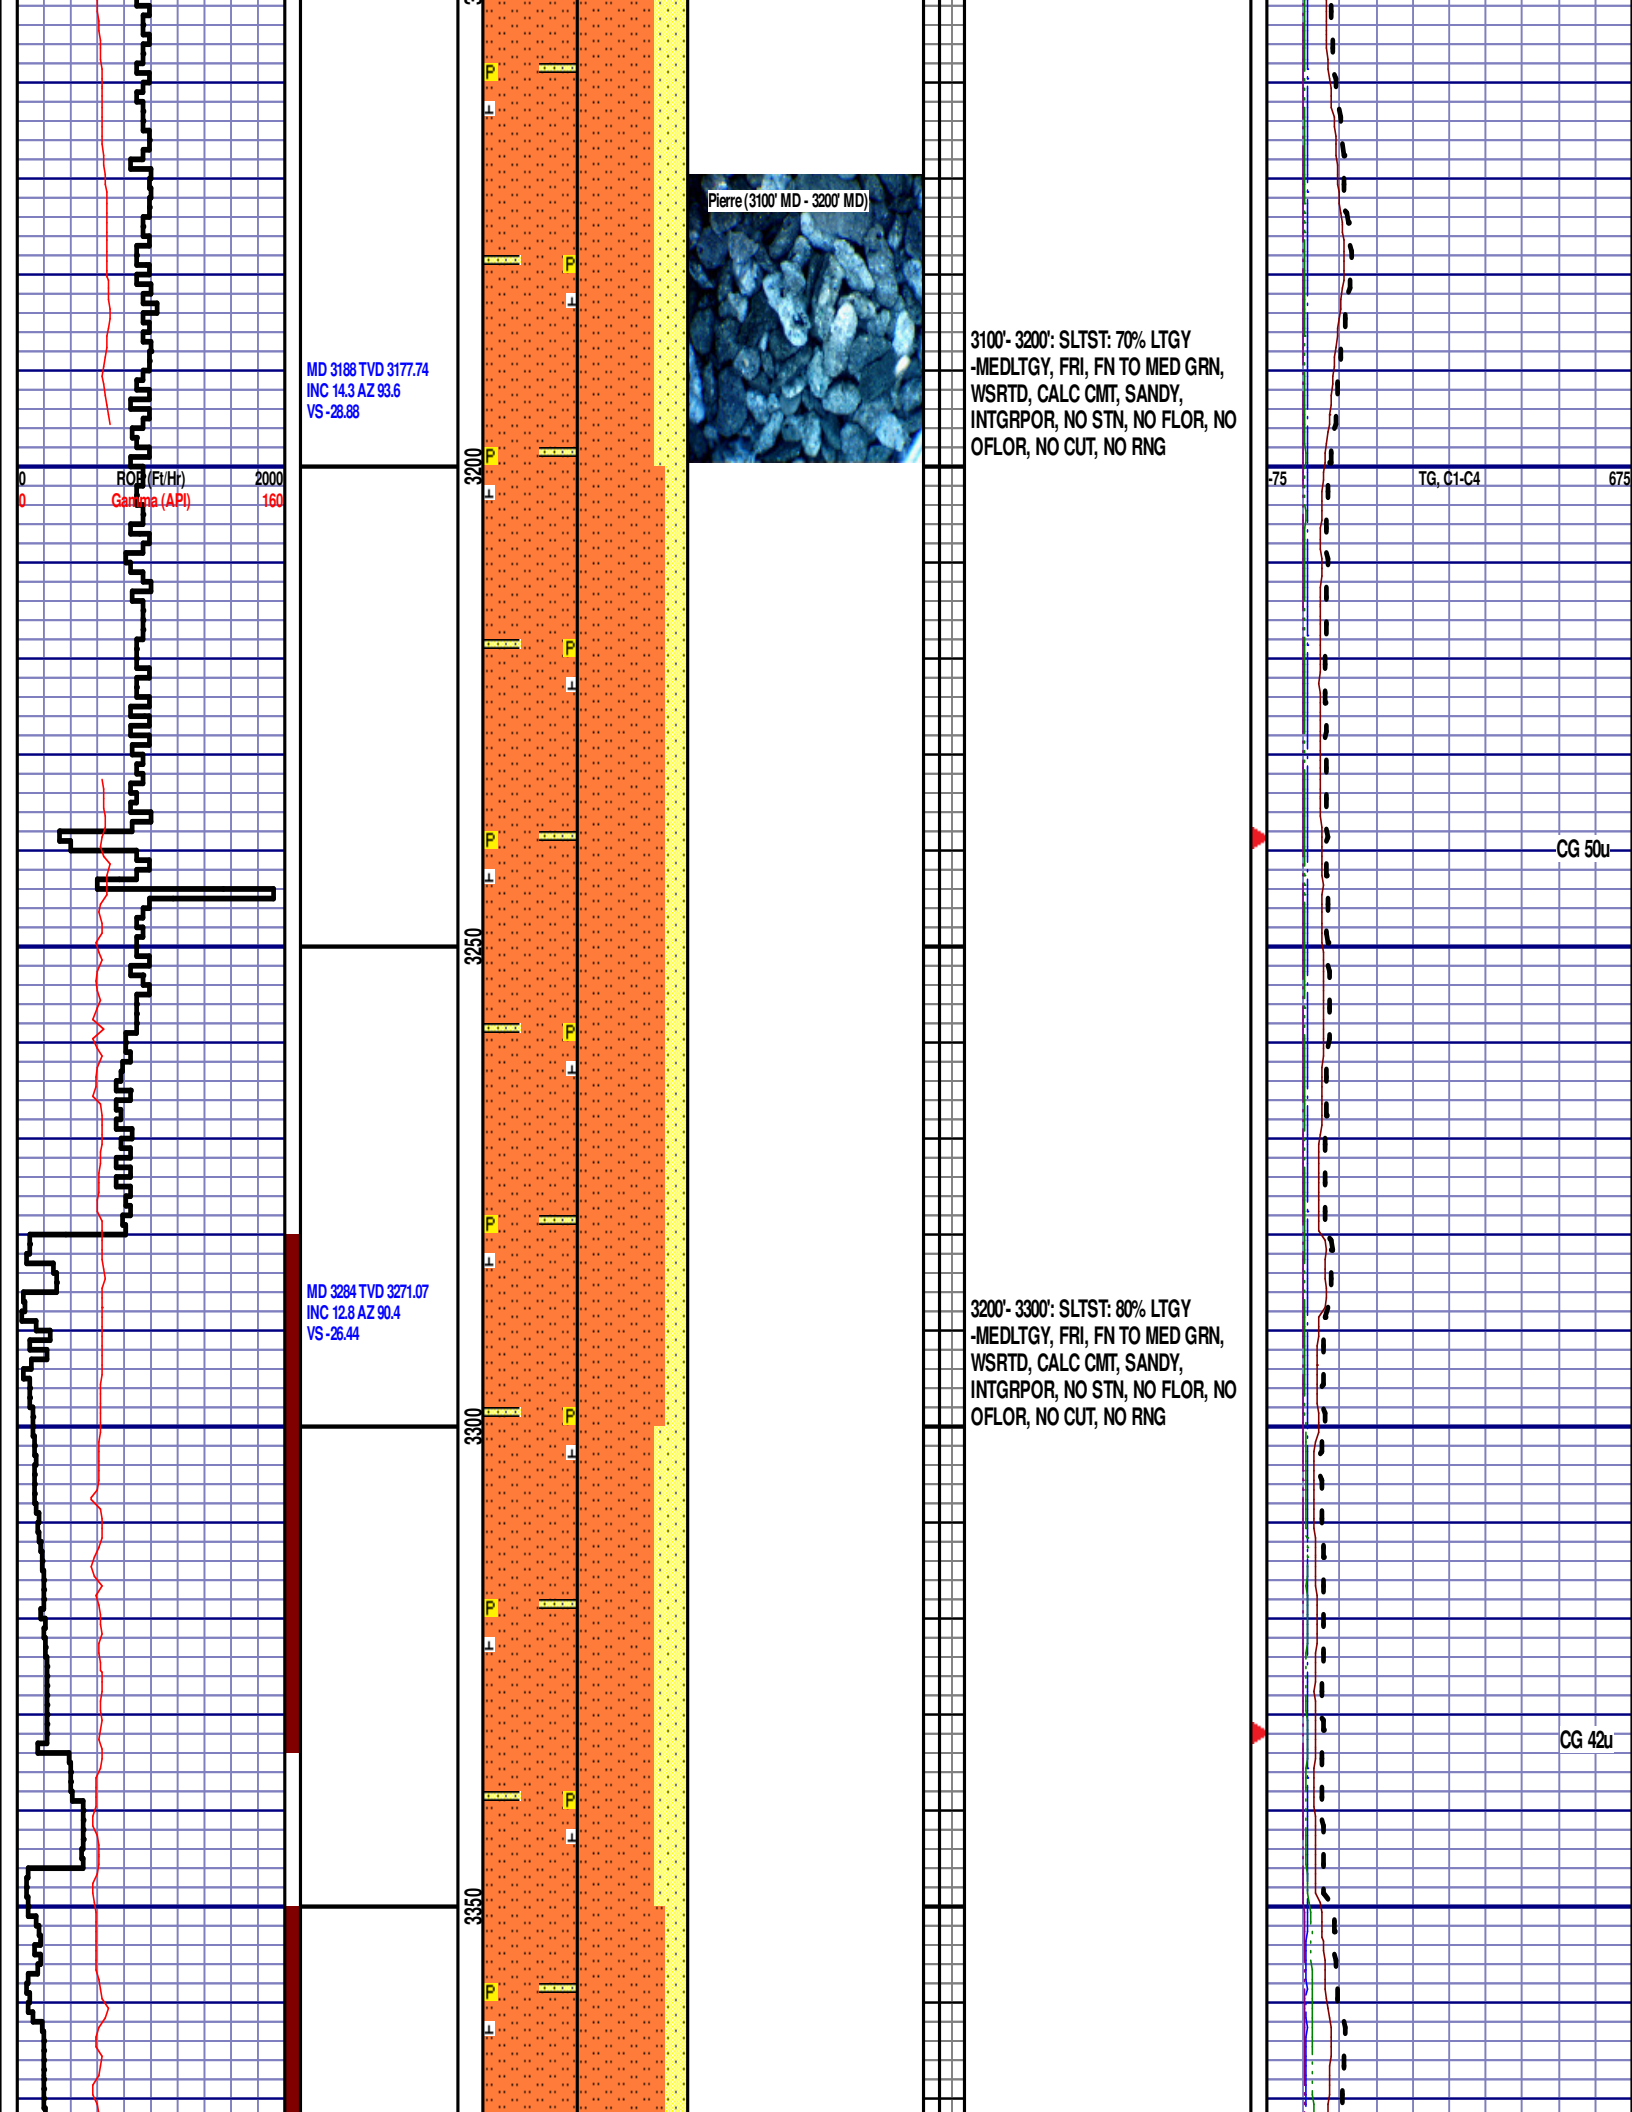 P
Pierre (3100' MD - 3200' MD)
P
3100'- 3200': SLTST: 70% LTGY
-MEDLTGY, FRI, FN TO MED GRN,
WSRTD, CALC CMT, SANDY,
INTGRPOR, NO STN, NO FLOR, NO
OFLOR, NO CUT, NO RNG
MD 3188 TVD 3177.74
INC 14.3 AZ 93.6
VS -28.88
P
3200
0 ROP (Ft/Hr) 2000
0 Gamma (API) 160
-75 TG, C1-C4 675
P
P
CG 50u
3250
P
P
MD 3284 TVD 3271.07
INC 12.8 AZ 90.4
VS -26.44
3200'- 3300': SLTST: 80% LTGY
-MEDLTGY, FRI, FN TO MED GRN,
WSRTD, CALC CMT, SANDY,
INTGRPOR, NO STN, NO FLOR, NO
OFLOR, NO CUT, NO RNG
P
3300
P
CG 42u
P
3350
P